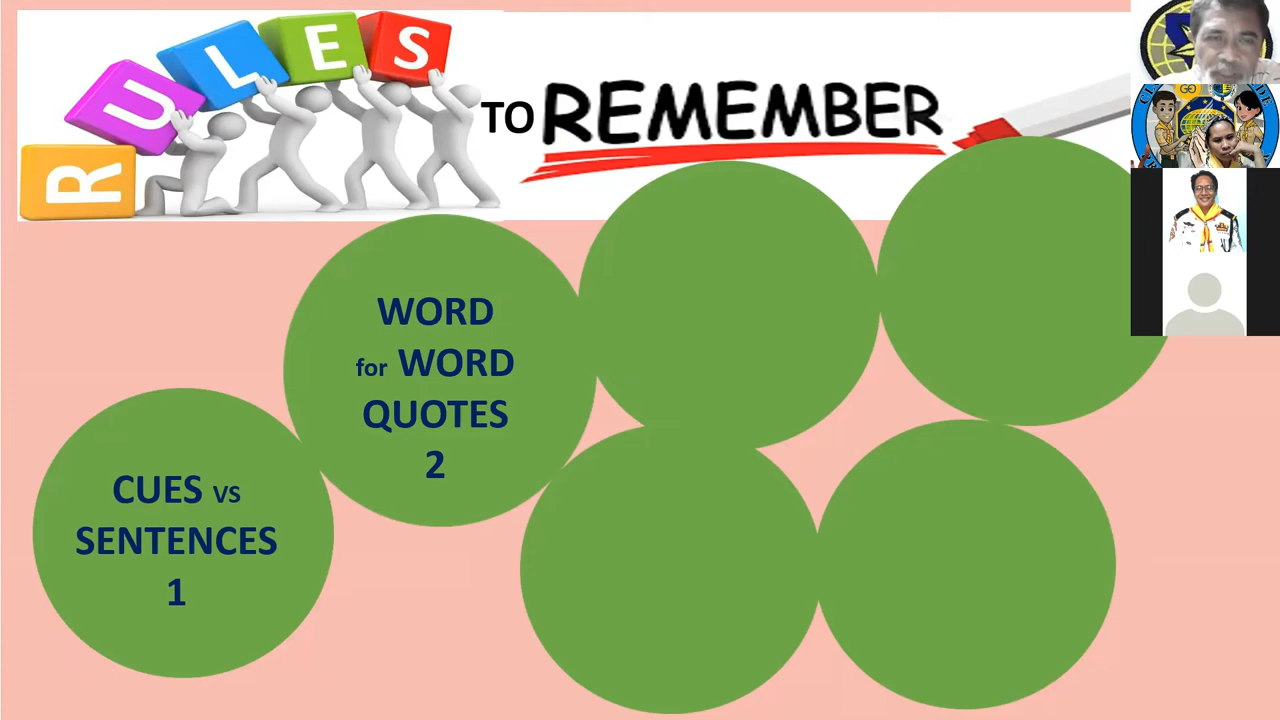 RULES
TO REMEMBER
WORD
for WORD
QUOTES
2
CUES VS
SENTENCES
1